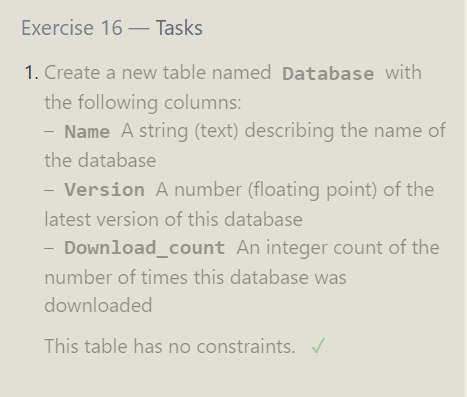 Exercise 16 — Tasks
1. Create a new table named Database with
the following columns:
– Name A string (text) describing the name of
the database
– Version A number (floating point) of the
latest version of this database
– Download_count An integer count of the
number of times this database was
downloaded
This table has no constraints. ✓